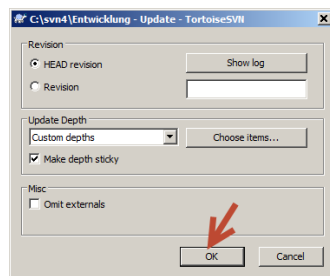 C:\svn4\Entwicklung - Update - TortoiseSVN
Revision
HEAD revision
Show log
Revision
Update Depth
Custom depths
Choose items...
Make depth sticky
Misc
Omit externals
OK
Cancel